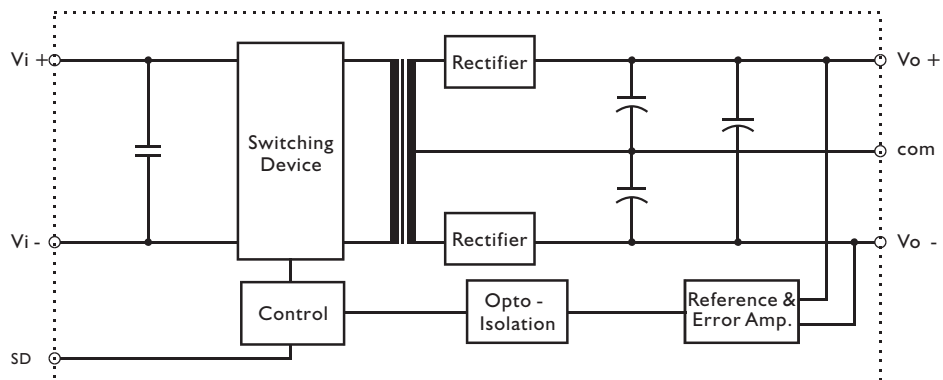 Vi +
Rectifier
Vo +
Switching
Device
com
Vi -
Rectifier
Vo -
Control
Opto -
Isolation
Reference &
Error Amp.
SD